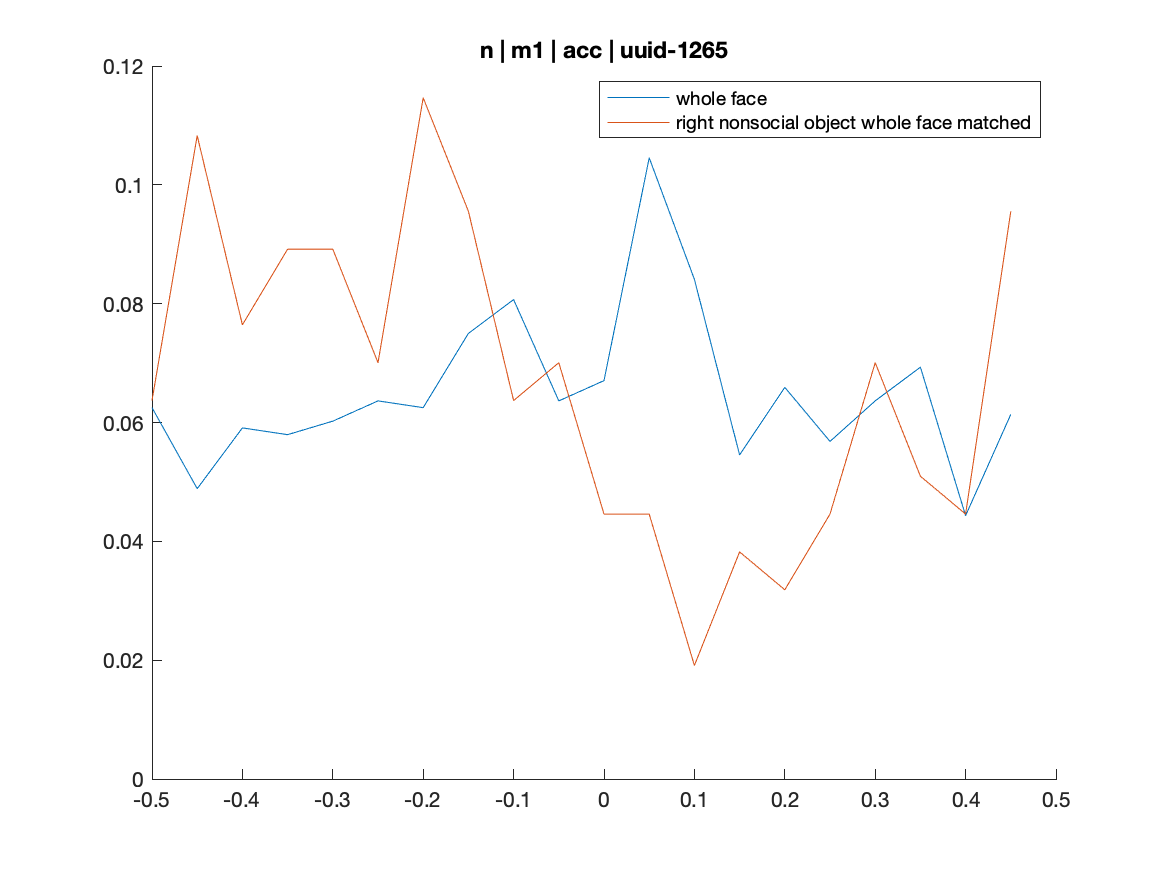 n | m1 | acc | uuid-1265
whole face
right nonsocial object whole face matched
0.12
0.1
0.08
0.06
0.04
0.02
0
-0.5 -0.4 -0.3 -0.2 -0.1 0 0.1 0.2 0.3 0.4 0.5